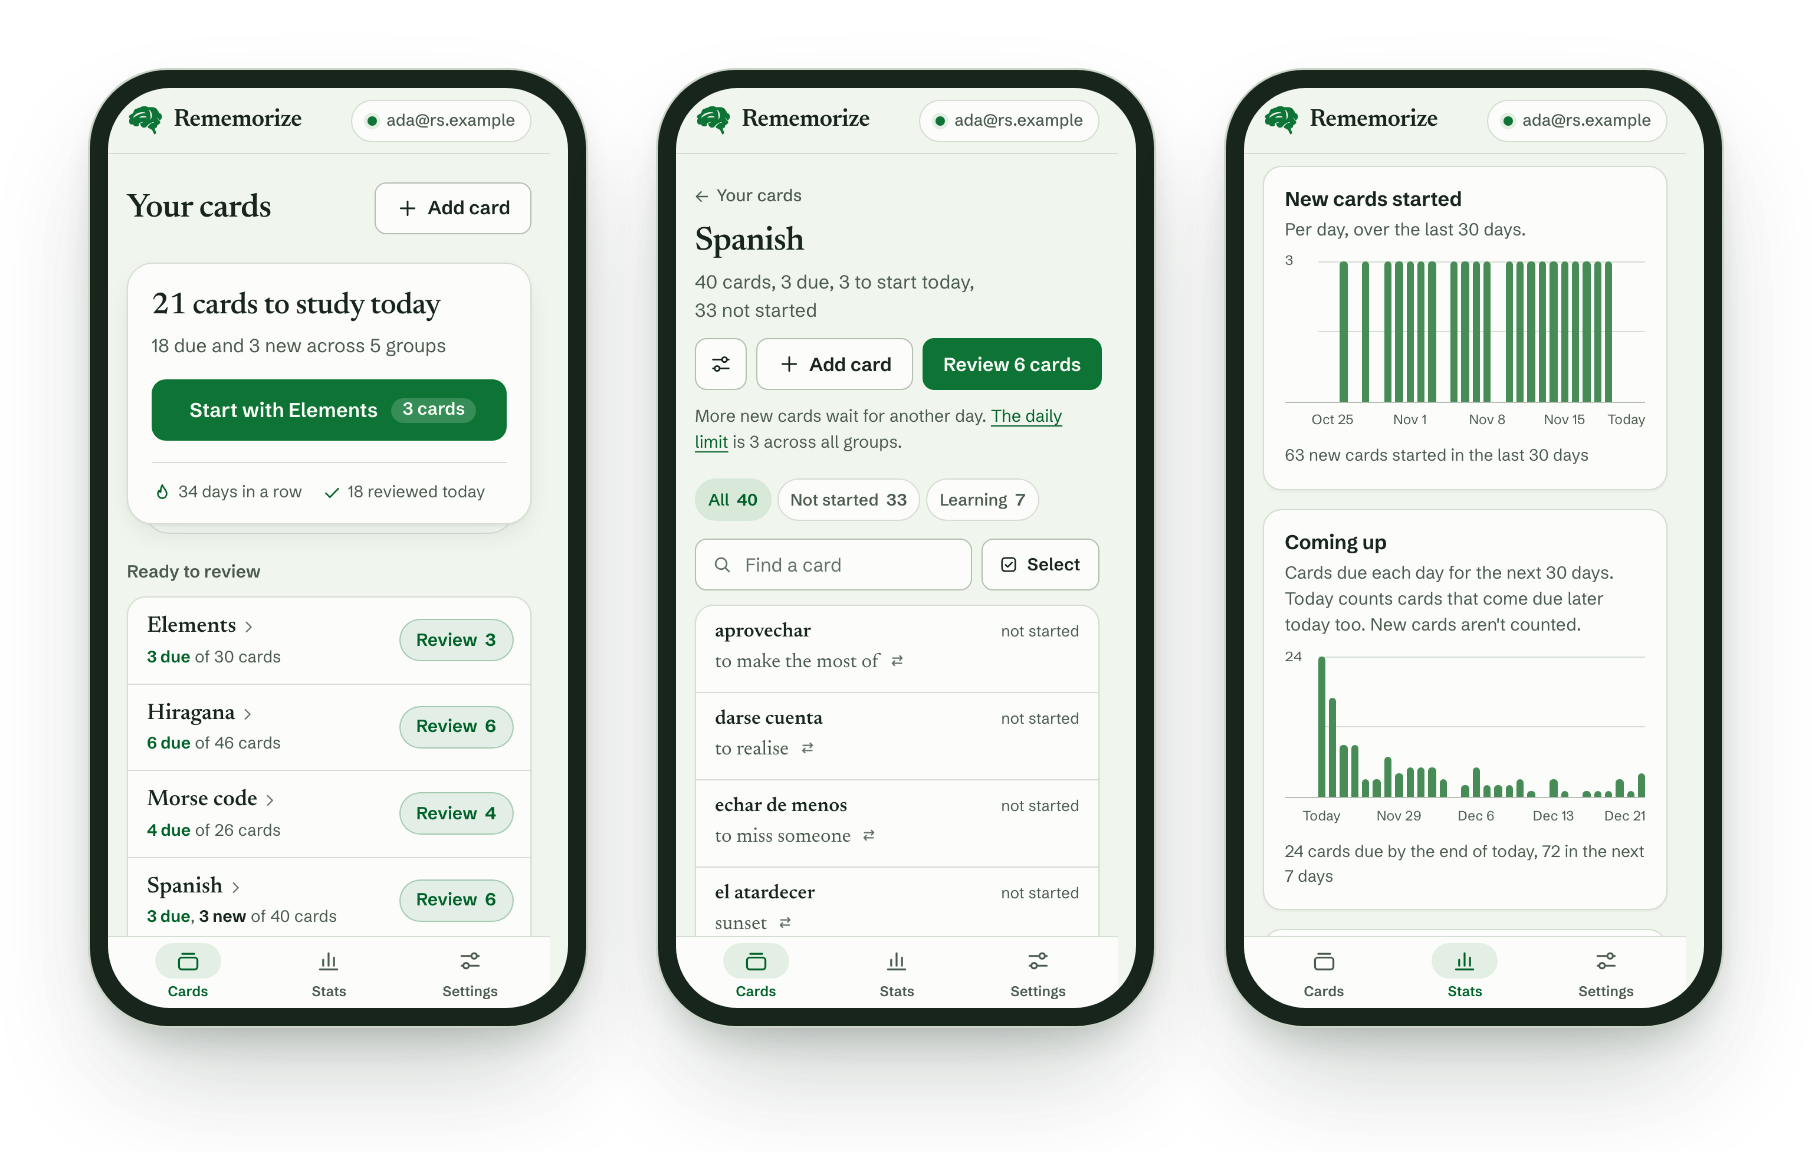 Rememorize
ada@rs.example
Your cards
Add card
21 cards to study today
18 due and 3 new across 5 groups
Start with Elements 3 cards
34 days in a row 18 reviewed today
Ready to review
Elements
3 due of 30 cards
Review 3
Hiragana
6 due of 46 cards
Review 6
Morse code
4 due of 26 cards
Review 4
Spanish
3 due, 3 new of 40 cards
Review 6
Cards Stats Settings
Rememorize
ada@rs.example
Your cards
Spanish
40 cards, 3 due, 3 to start today,
33 not started
Add card
Review 6 cards
More new cards wait for another day. The daily
limit is 3 across all groups.
All 40 Not started 33 Learning 7
Find a card
Select
aprovechar not started
to make the most of
darse cuenta not started
to realise
echar de menos not started
to miss someone
el atardecer not started
sunset
Cards Stats Settings
Rememorize
ada@rs.example
New cards started
Per day, over the last 30 days.
3
Oct 25 Nov 1 Nov 8 Nov 15 Today
63 new cards started in the last 30 days
Coming up
Cards due each day for the next 30 days.
Today counts cards that come due later
today too. New cards aren't counted.
24
Today Nov 29 Dec 6 Dec 13 Dec 21
24 cards due by the end of today, 72 in the next
7 days
Cards Stats Settings